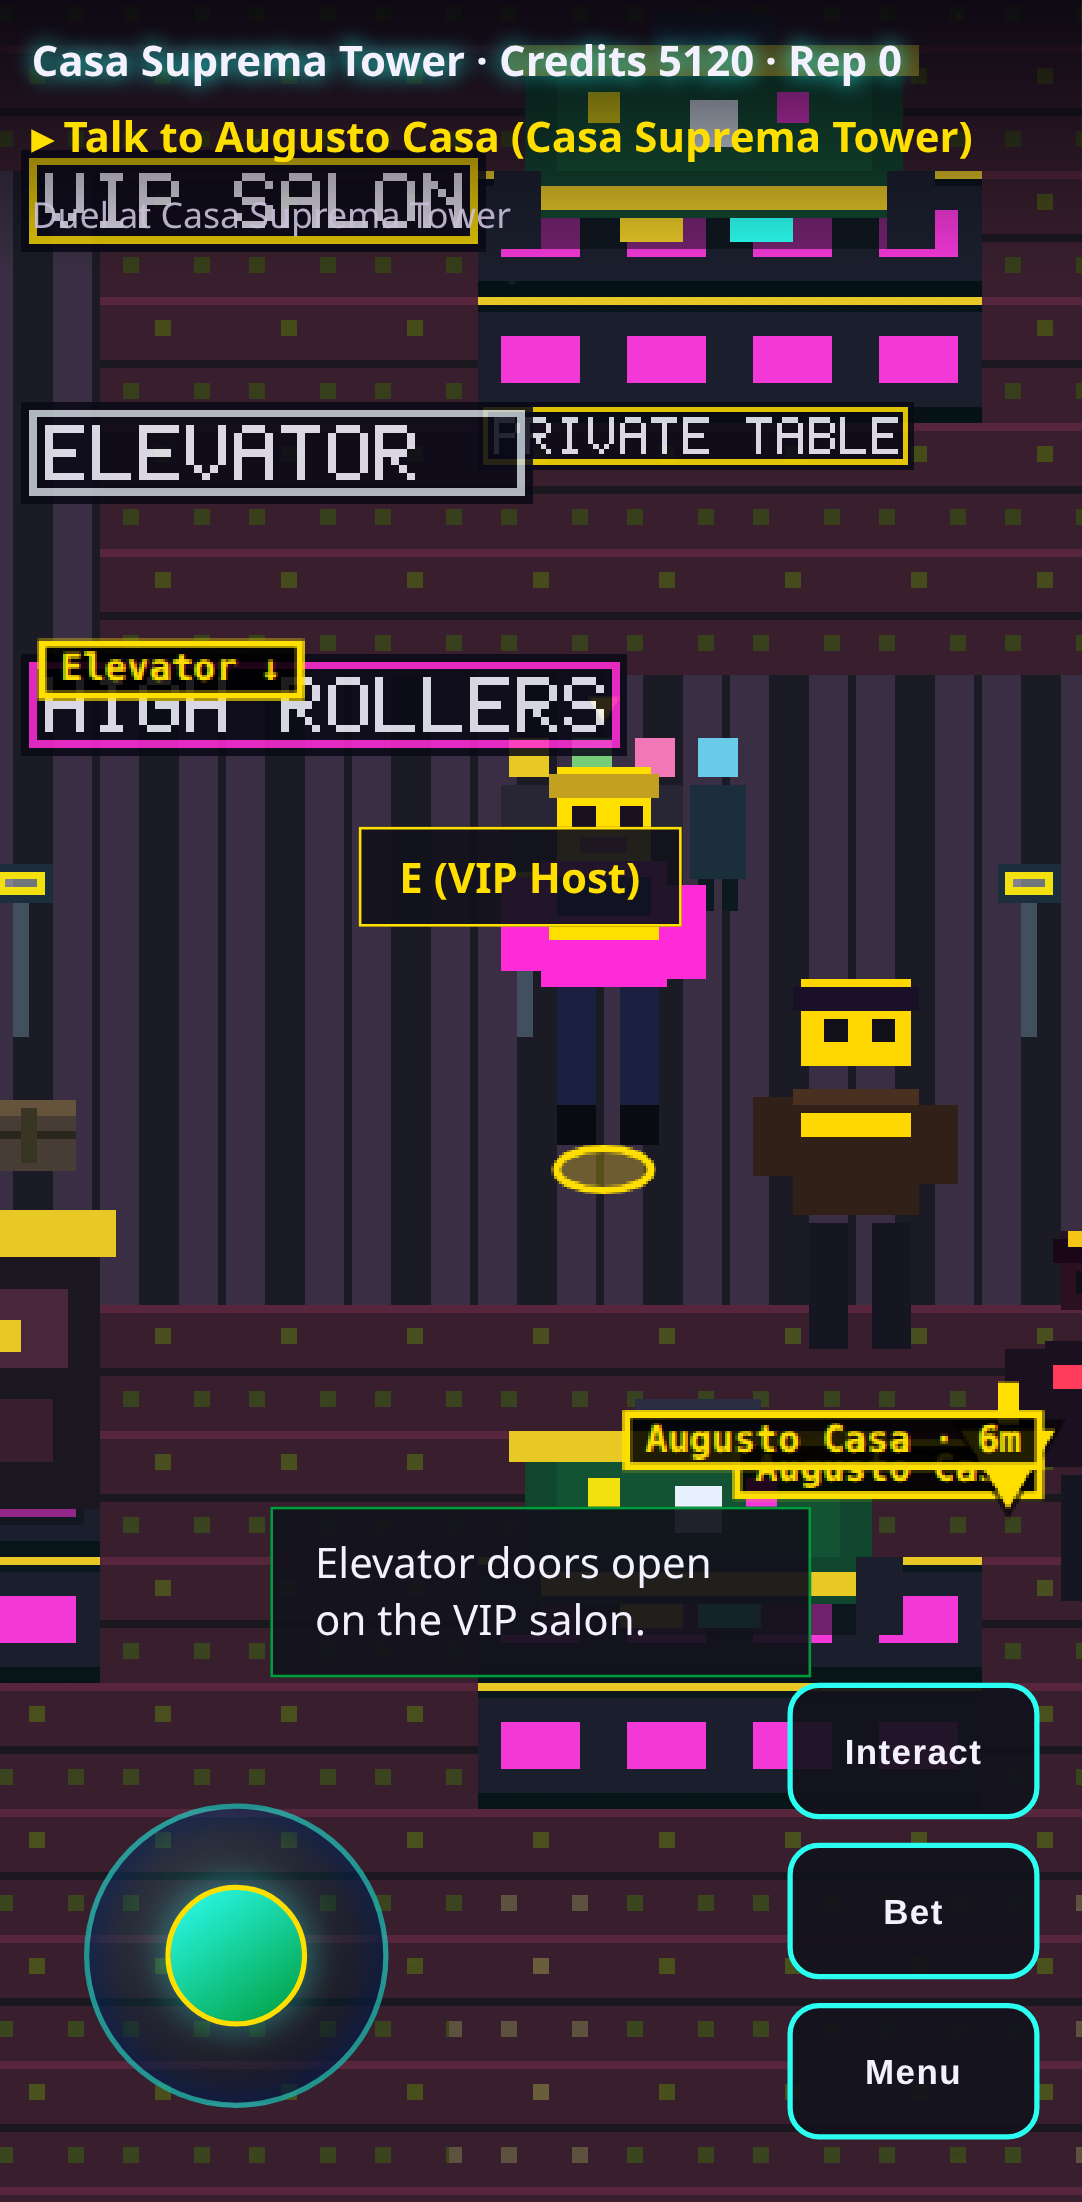 Casa Suprema Tower · Credits 5120 · Rep 0
▸ Talk to Augusto Casa (Casa Suprema Tower)
VIP SALON
Duel at Casa Suprema Tower
ELEVATOR
PRIVATE TABLE
Elevator ↓
HIGH ROLLERS
E (VIP Host)
Augusto Casa · 6m
Augusto Casa
Elevator doors open
on the VIP salon.
Interact
Bet
Menu